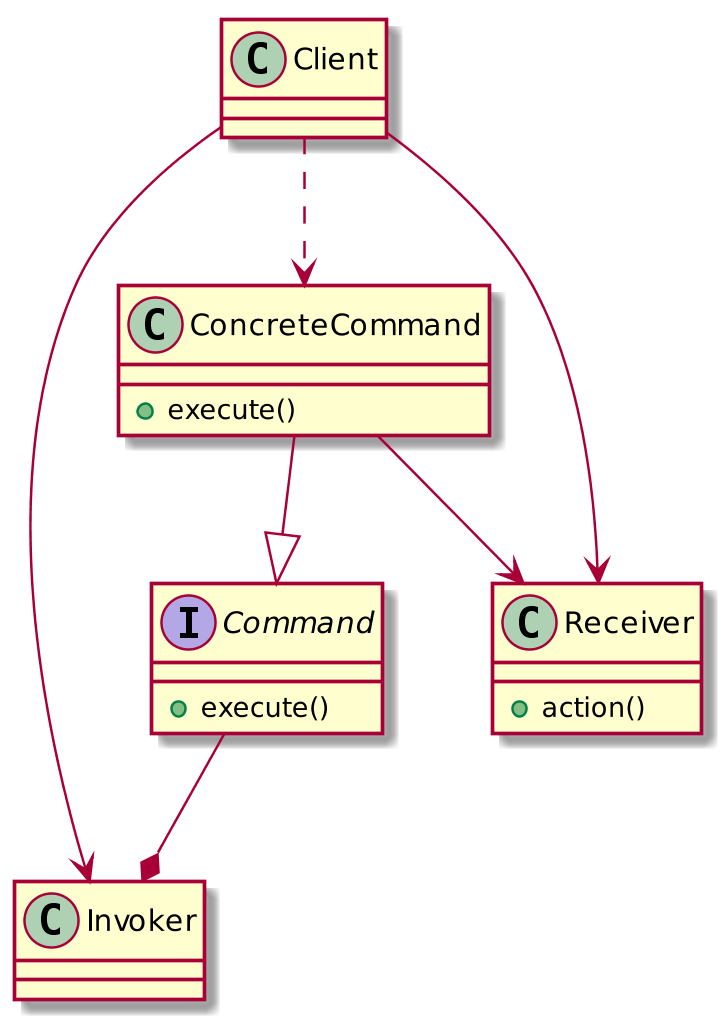 C Client
C ConcreteCommand
execute()
I Command
execute()
C Receiver
action()
C Invoker